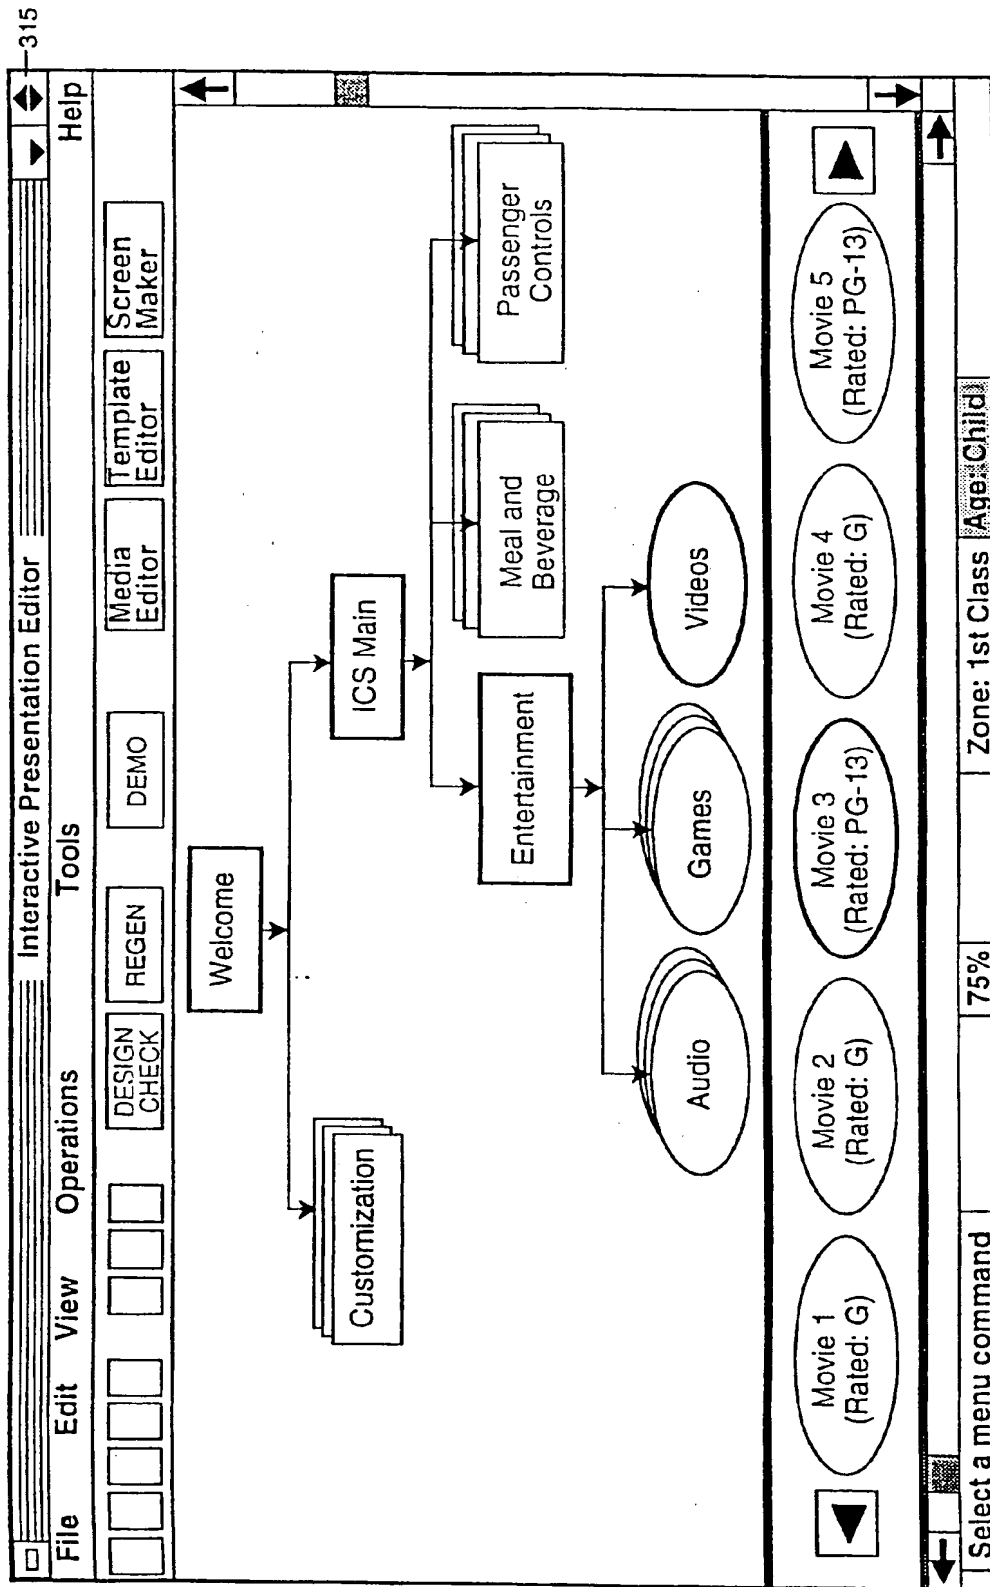 315
Interactive Presentation Editor
File Edit View Operations Tools Help
DESIGN
CHECK
REGEN
DEMO
Media
Editor
Template
Editor
Screen
Maker
Welcome
Customization
ICS Main
Entertainment
Meal and
Beverage
Passenger
Controls
Audio
Games
Videos
Movie 1
(Rated: G)
Movie 2
(Rated: G)
Movie 3
(Rated: PG-13)
Movie 4
(Rated: G)
Movie 5
(Rated: PG-13)
Select a menu command
75%
Zone: 1st Class
Age: Child